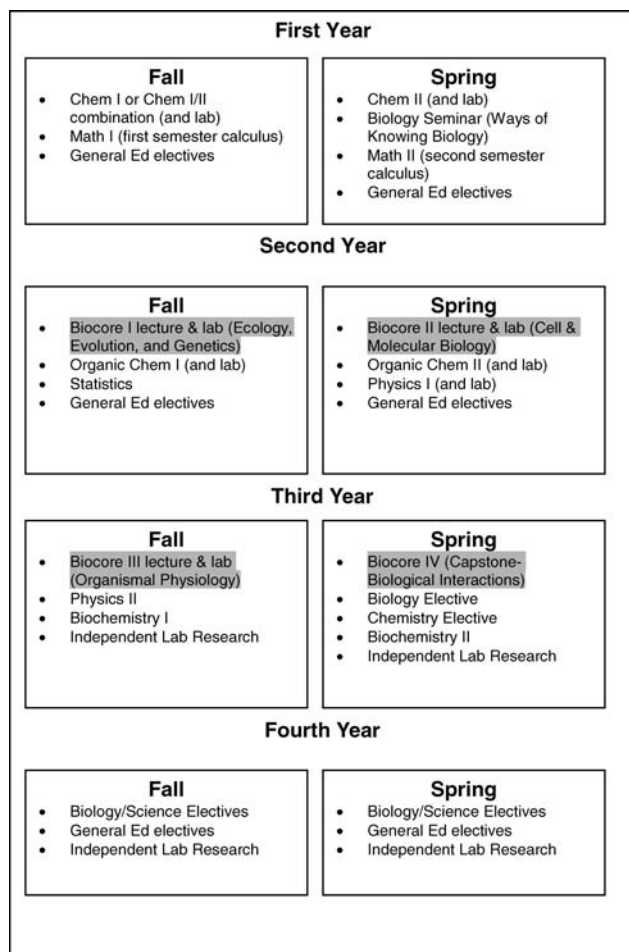 First Year
Fall
• Chem I or Chem I/II
combination (and lab)
• Math I (first semester calculus)
• General Ed electives
Spring
• Chem II (and lab)
• Biology Seminar (Ways of
Knowing Biology)
• Math II (second semester
calculus)
• General Ed electives
Second Year
Fall
• Biocore I lecture & lab (Ecology,
Evolution, and Genetics)
• Organic Chem I (and lab)
• Statistics
• General Ed electives
Spring
• Biocore II lecture & lab (Cell &
Molecular Biology)
• Organic Chem II (and lab)
• Physics I (and lab)
• General Ed electives
Third Year
Fall
• Biocore III lecture & lab
(Organismal Physiology)
• Physics II
• Biochemistry I
• Independent Lab Research
Spring
• Biocore IV (Capstone-
Biological Interactions)
• Biology Elective
• Chemistry Elective
• Biochemistry II
• Independent Lab Research
Fourth Year
Fall
• Biology/Science Electives
• General Ed electives
• Independent Lab Research
Spring
• Biology/Science Electives
• General Ed electives
• Independent Lab Research